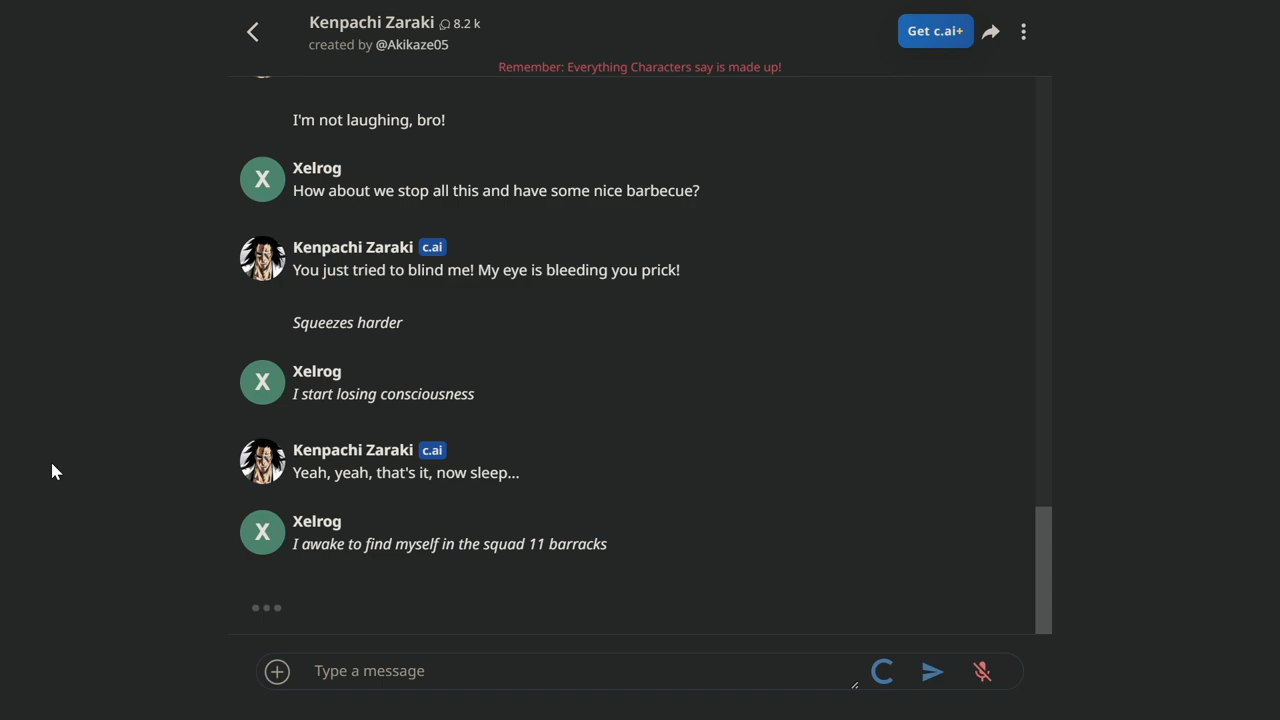 Kenpachi Zaraki 8.2 k
created by @Akikaze05
Get c.ai+
Remember: Everything Characters say is made up!
I'm not laughing, bro!
X
Xelrog
How about we stop all this and have some nice barbecue?
Kenpachi Zaraki c.ai
You just tried to blind me! My eye is bleeding you prick!
Squeezes harder
X
Xelrog
I start losing consciousness
Kenpachi Zaraki c.ai
Yeah, yeah, that's it, now sleep...
X
Xelrog
I awake to find myself in the squad 11 barracks
Type a message